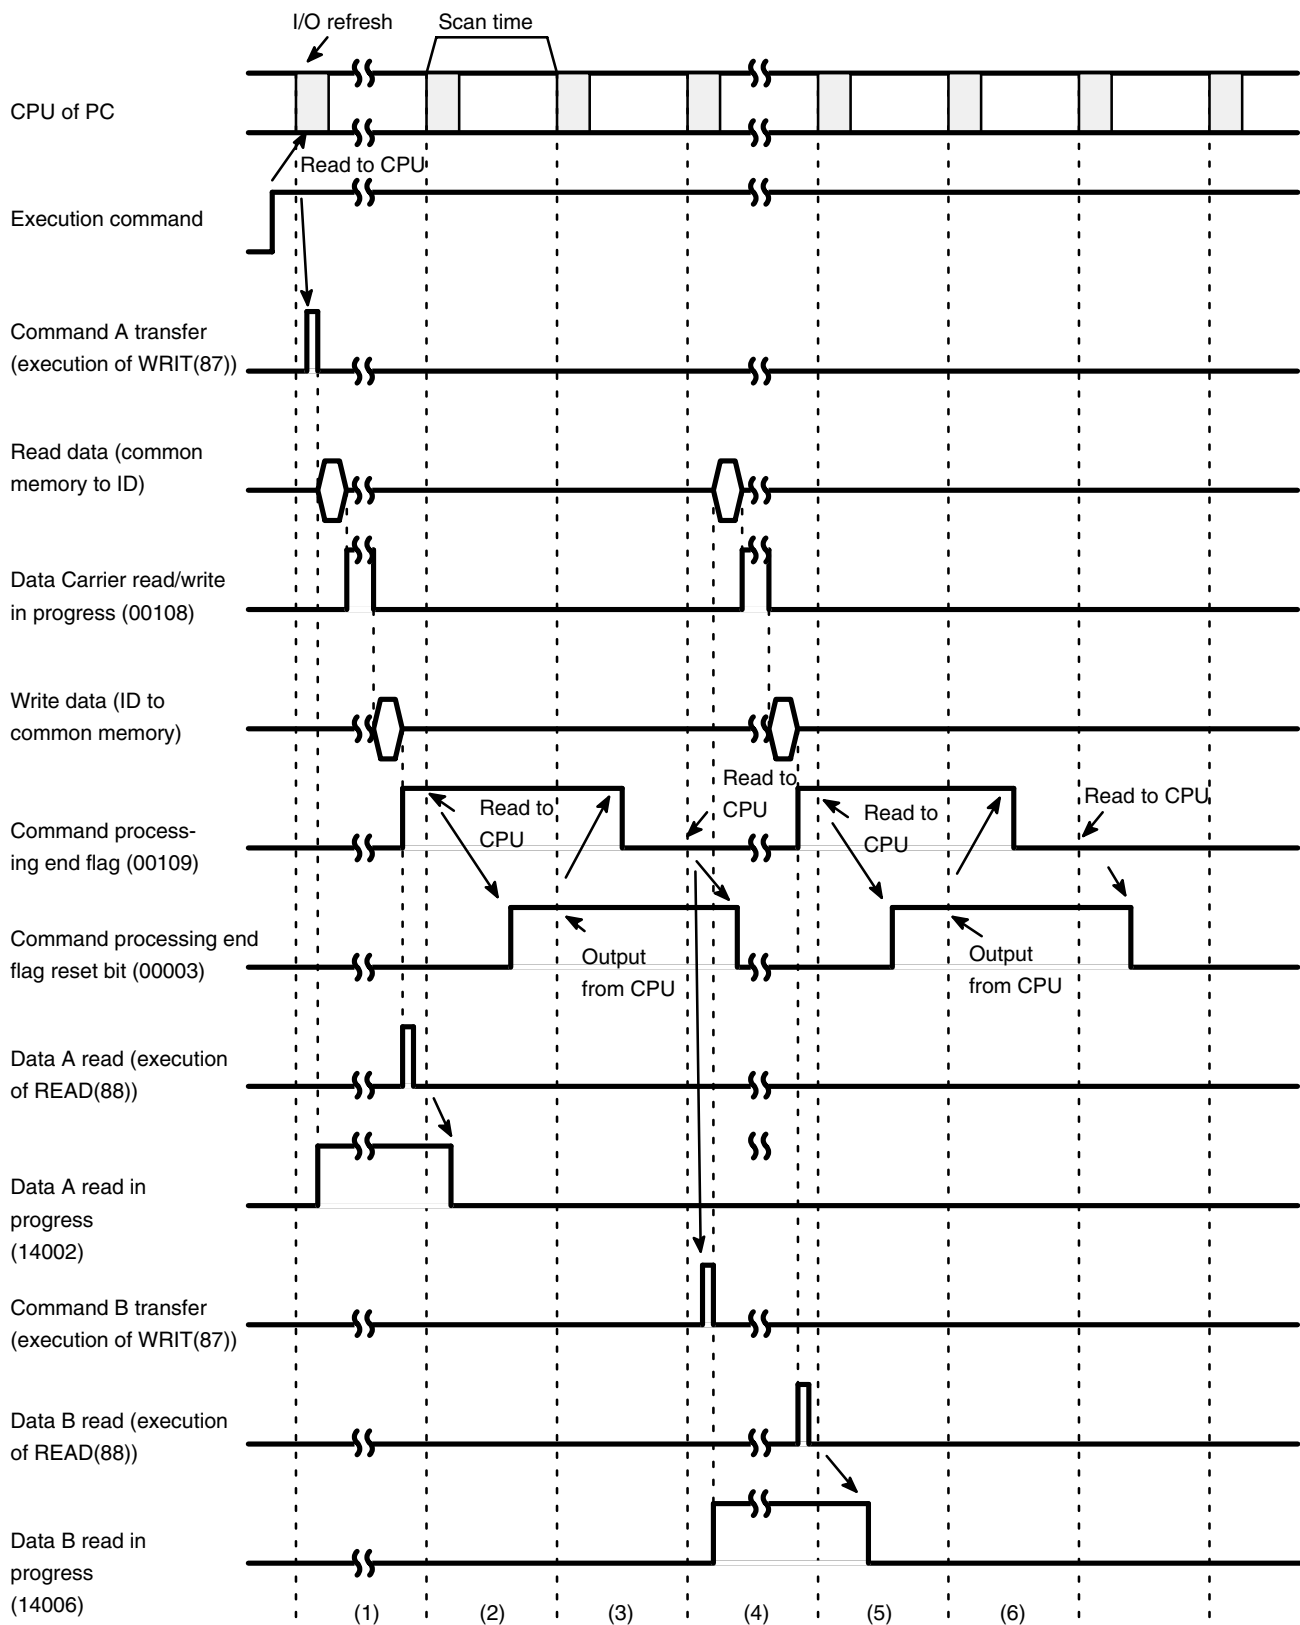 I/O refresh
Scan time
CPU of PC
Read to CPU
Execution command
Command A transfer
(execution of WRIT(87))
Read data (common
memory to ID)
Data Carrier read/write
in progress (00108)
Write data (ID to
common memory)
Read to
CPU
Read to CPU
Read to
CPU
Read to
CPU
Command process-
ing end flag (00109)
Command processing end
flag reset bit (00003)
Output
from CPU
Output
from CPU
Data A read (execution
of READ(88))
Data A read in
progress
(14002)
Command B transfer
(execution of WRIT(87))
Data B read (execution
of READ(88))
Data B read in
progress
(14006)
(1)
(2)
(3)
(4)
(5)
(6)